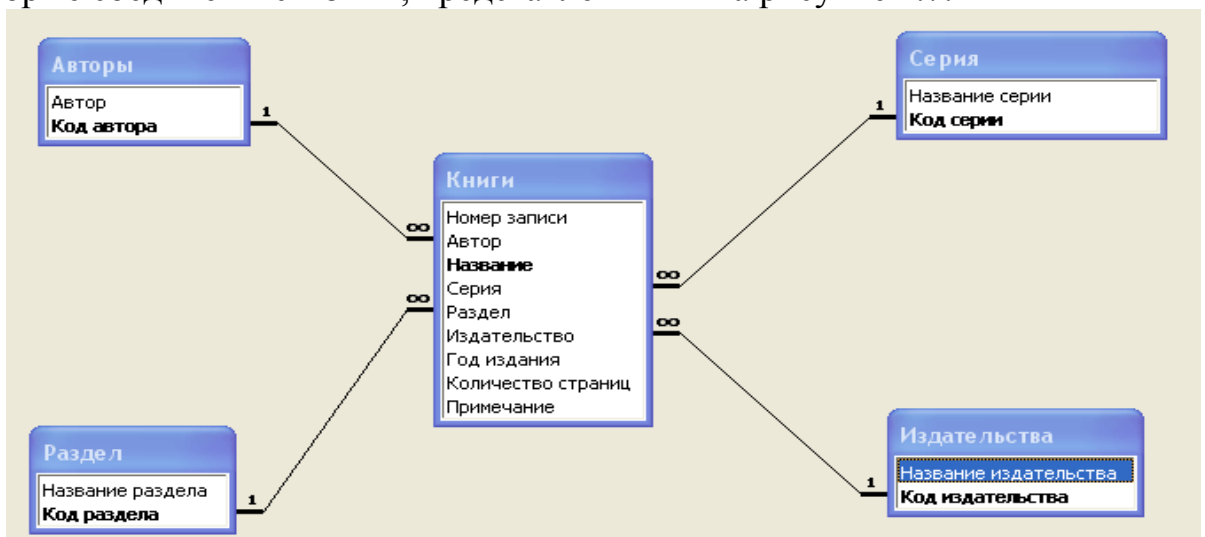 Авторы
Автор
Код автора
1
Серия
Название серии
Код серии
1
Книги
Номер записи
Автор
Название
Серия
Раздел
Издательство
Год издания
Количество страниц
Примечание
∞
∞
∞
∞
Раздел
Название раздела
Код раздела
1
Издательства
Название издательства
Код издательства
1